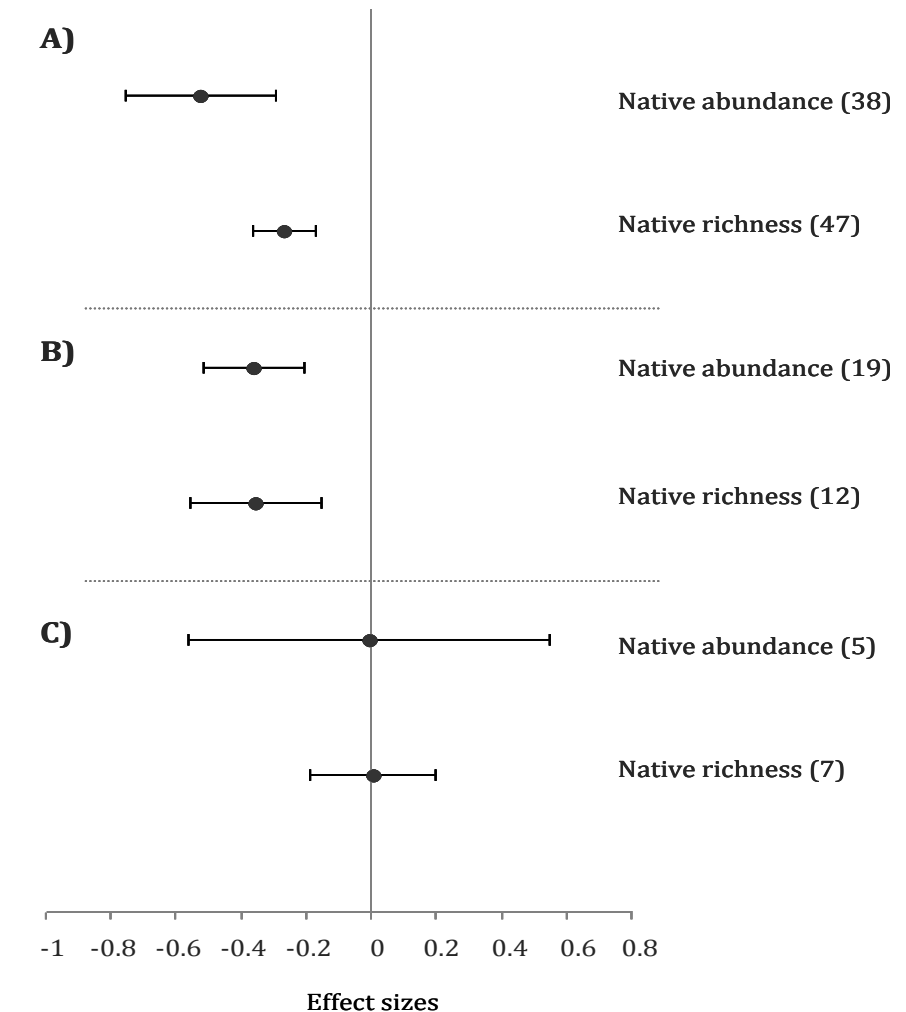 A)
Native abundance (38)
Native richness (47)
B)
Native abundance (19)
Native richness (12)
C)
Native abundance (5)
Native richness (7)
-1 -0.8 -0.6 -0.4 -0.2 0 0.2 0.4 0.6 0.8
Effect sizes